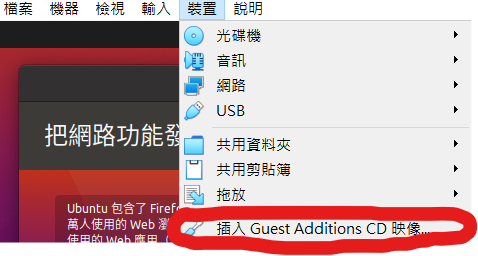 檔案 機器 檢視 輸入 裝置 說明
光碟機
音訊
網路
USB
共用資料夾
共用剪貼簿
拖放
插入 Guest Additions CD 映像...
把網路功能發
Ubuntu 包含了 Firefo
萬人使用的 Web 瀏
使用的 Web 應用